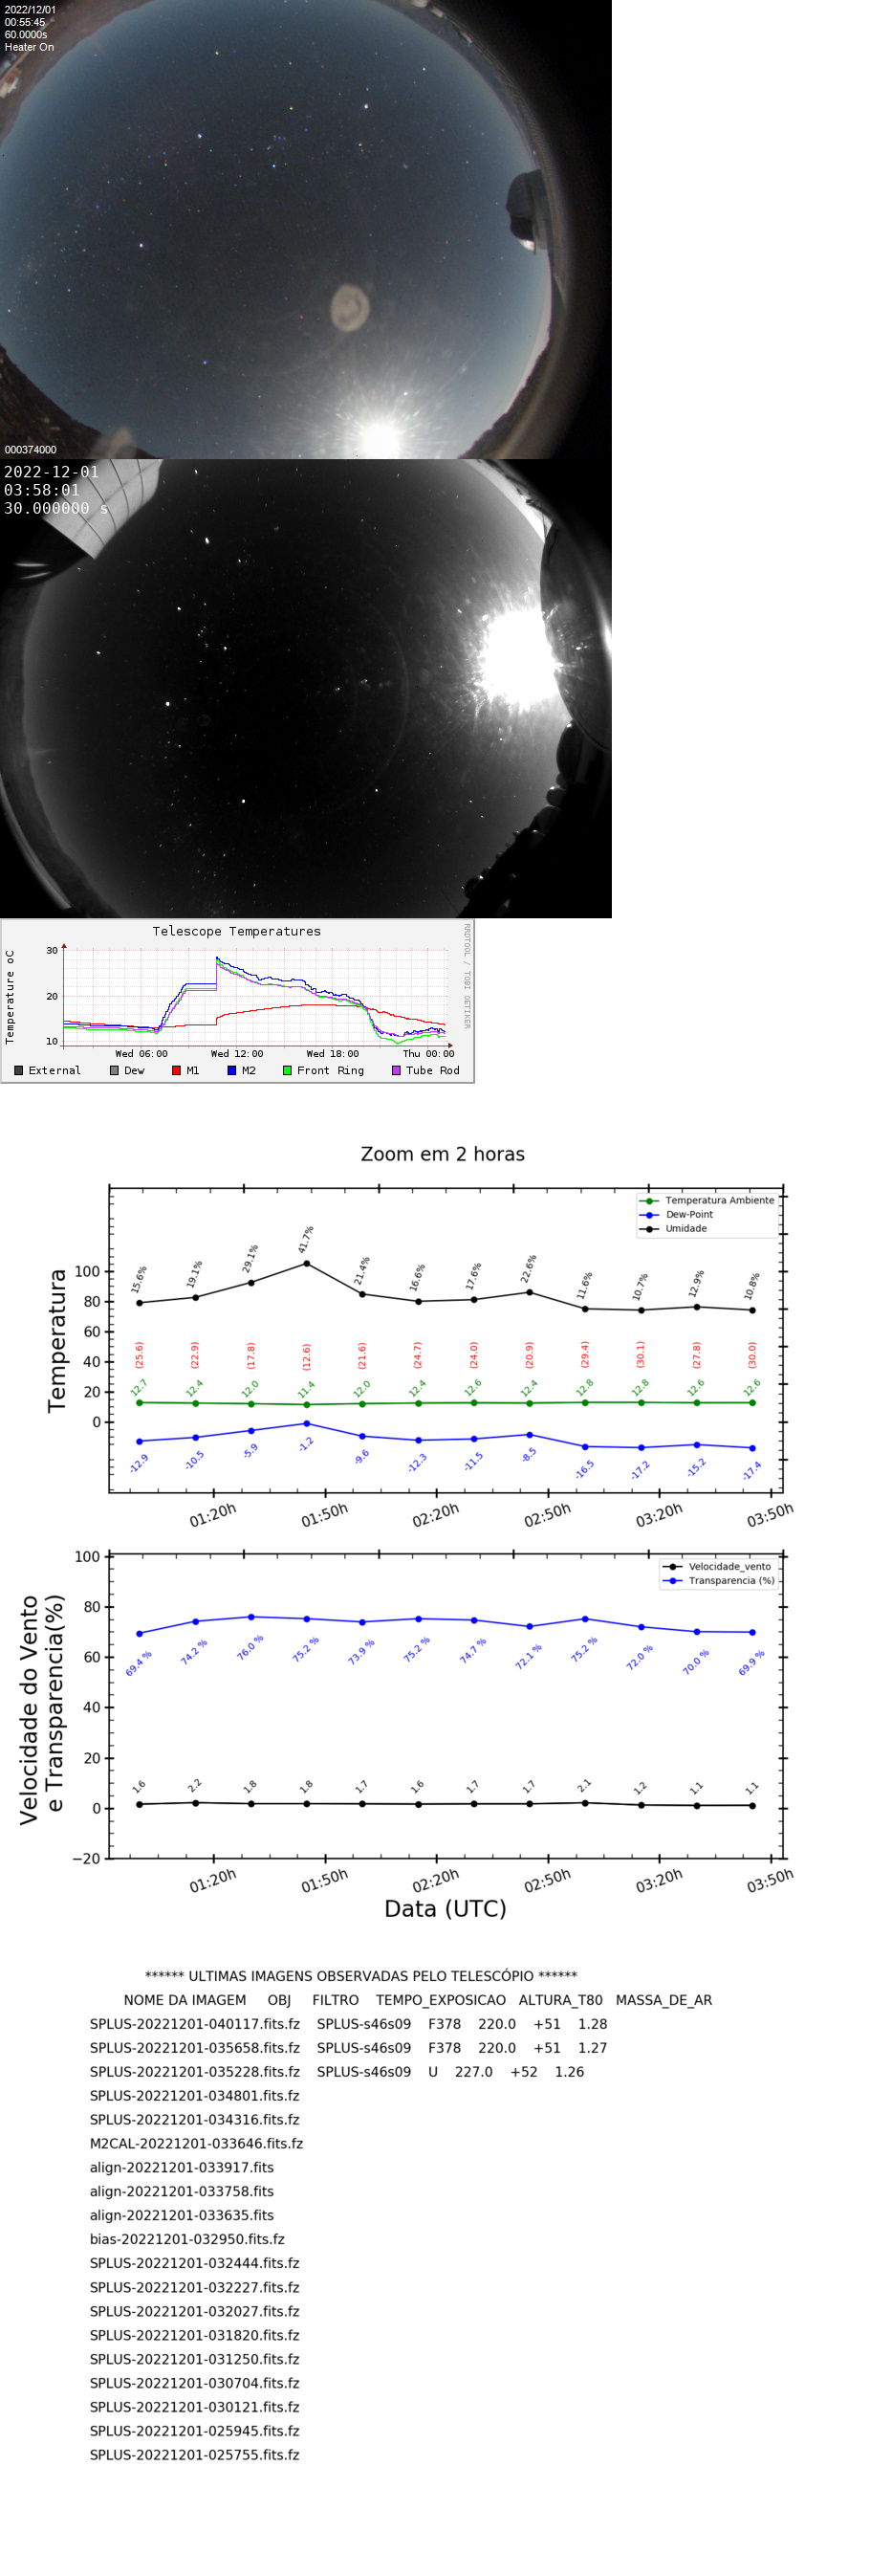 2022/12/01
00:55:45
60.0000s
Heater On
000374000
2022-12-01
03:58:01
30.000000 s
Telescope Temperatures
RRDTOOL / TOBI OETIKER
Temperature oC
30
20
10
Wed 06:00 Wed 12:00 Wed 18:00 Thu 00:00
External Dew M1 M2 Front Ring Tube Rod
Zoom em 2 horas
Temperatura Ambiente
Dew-Point
Umidade
Temperatura
100
80
60
40
20
0
15.6% 19.1% 29.1% 41.7% 21.4% 16.6% 17.6% 22.6% 11.6% 10.7% 12.9% 10.8%
(25.6) (22.9) (17.8) (12.6) (21.6) (24.7) (24.0) (20.9) (29.4) (30.1) (27.8) (30.0)
12.7 12.4 12.0 11.4 12.0 12.4 12.6 12.4 12.8 12.8 12.6 12.6
-12.9 -10.5 -5.9 -1.2 -9.6 -12.3 -11.5 -8.5 -16.5 -17.2 -15.2 -17.4
01:20h 01:50h 02:20h 02:50h 03:20h 03:50h
Velocidade_vento
Transparencia (%)
Velocidade do Vento
e Transparencia(%)
100
80
60
40
20
0
−20
69.4 % 74.2 % 76.0 % 75.2 % 73.9 % 75.2 % 74.7 % 72.1 % 75.2 % 72.0 % 70.0 % 69.9 %
1.6 2.2 1.8 1.8 1.7 1.6 1.7 1.7 2.1 1.2 1.1 1.1
01:20h 01:50h 02:20h 02:50h 03:20h 03:50h
Data (UTC)
****** ULTIMAS IMAGENS OBSERVADAS PELO TELESCÓPIO ******
NOME DA IMAGEM OBJ FILTRO TEMPO_EXPOSICAO ALTURA_T80 MASSA_DE_AR
SPLUS-20221201-040117.fits.fz SPLUS-s46s09 F378 220.0 +51 1.28
SPLUS-20221201-035658.fits.fz SPLUS-s46s09 F378 220.0 +51 1.27
SPLUS-20221201-035228.fits.fz SPLUS-s46s09 U 227.0 +52 1.26
SPLUS-20221201-034801.fits.fz
SPLUS-20221201-034316.fits.fz
M2CAL-20221201-033646.fits.fz
align-20221201-033917.fits
align-20221201-033758.fits
align-20221201-033635.fits
bias-20221201-032950.fits.fz
SPLUS-20221201-032444.fits.fz
SPLUS-20221201-032227.fits.fz
SPLUS-20221201-032027.fits.fz
SPLUS-20221201-031820.fits.fz
SPLUS-20221201-031250.fits.fz
SPLUS-20221201-030704.fits.fz
SPLUS-20221201-030121.fits.fz
SPLUS-20221201-025945.fits.fz
SPLUS-20221201-025755.fits.fz